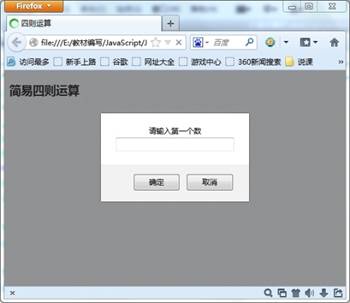 Firefox
四则运算
file:///E:/教材编写/JavaScript/J
百度
访问最多 新手上路 谷歌 网址大全 游戏中心 360新闻搜索 说课
简易四则运算
请输入第一个数
确定 取消